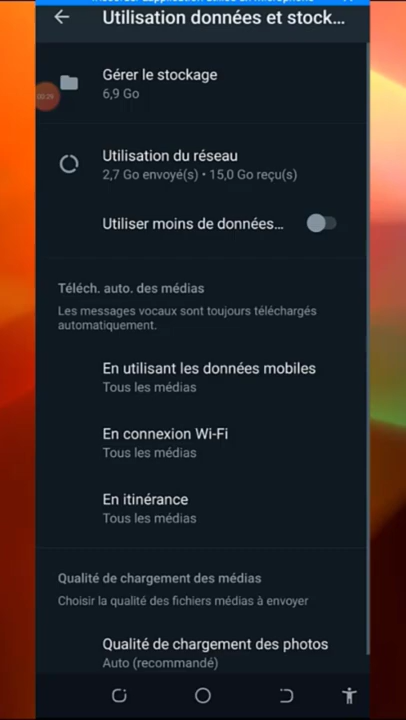 Utilisation données et stock...
Gérer le stockage
6,9 Go
00:29
Utilisation du réseau
2,7 Go envoyé(s) • 15,0 Go reçu(s)
Utiliser moins de données...
Téléch. auto. des médias
Les messages vocaux sont toujours téléchargés
automatiquement.
En utilisant les données mobiles
Tous les médias
En connexion Wi-Fi
Tous les médias
En itinérance
Tous les médias
Qualité de chargement des médias
Choisir la qualité des fichiers médias à envoyer
Qualité de chargement des photos
Auto (recommandé)